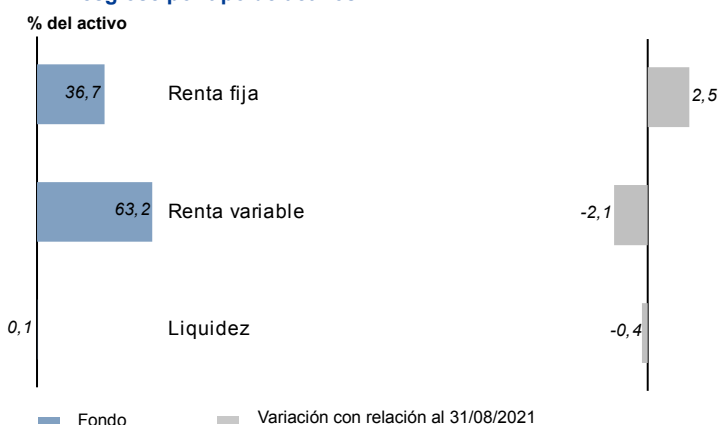 % del activo
36,7 Renta fija 2,5
63,2 Renta variable -2,1
0,1 Liquidez -0,4
Fondo Variación con relación al 31/08/2021